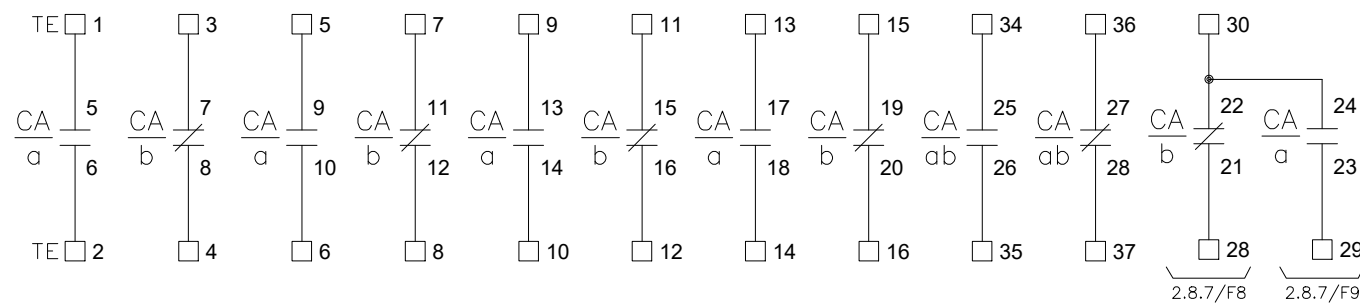 TE 1 3 5 7 9 11 13 15 34 36 30
5 7 9 11 13 15 17 19 25 27 22 24
CA CA CA CA CA CA CA CA CA CA CA CA
a b a b a b a b ab ab b a
6 8 10 12 14 16 18 20 26 28 21 23
TE 2 4 6 8 10 12 14 16 35 37 28 29
2.8.7/F8 2.8.7/F9